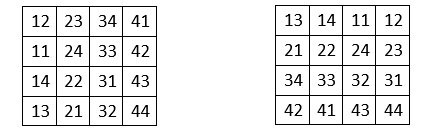 12 23 34 41
11 24 33 42
14 22 31 43
13 21 32 44
13 14 11 12
21 22 24 23
34 33 32 31
42 41 43 44